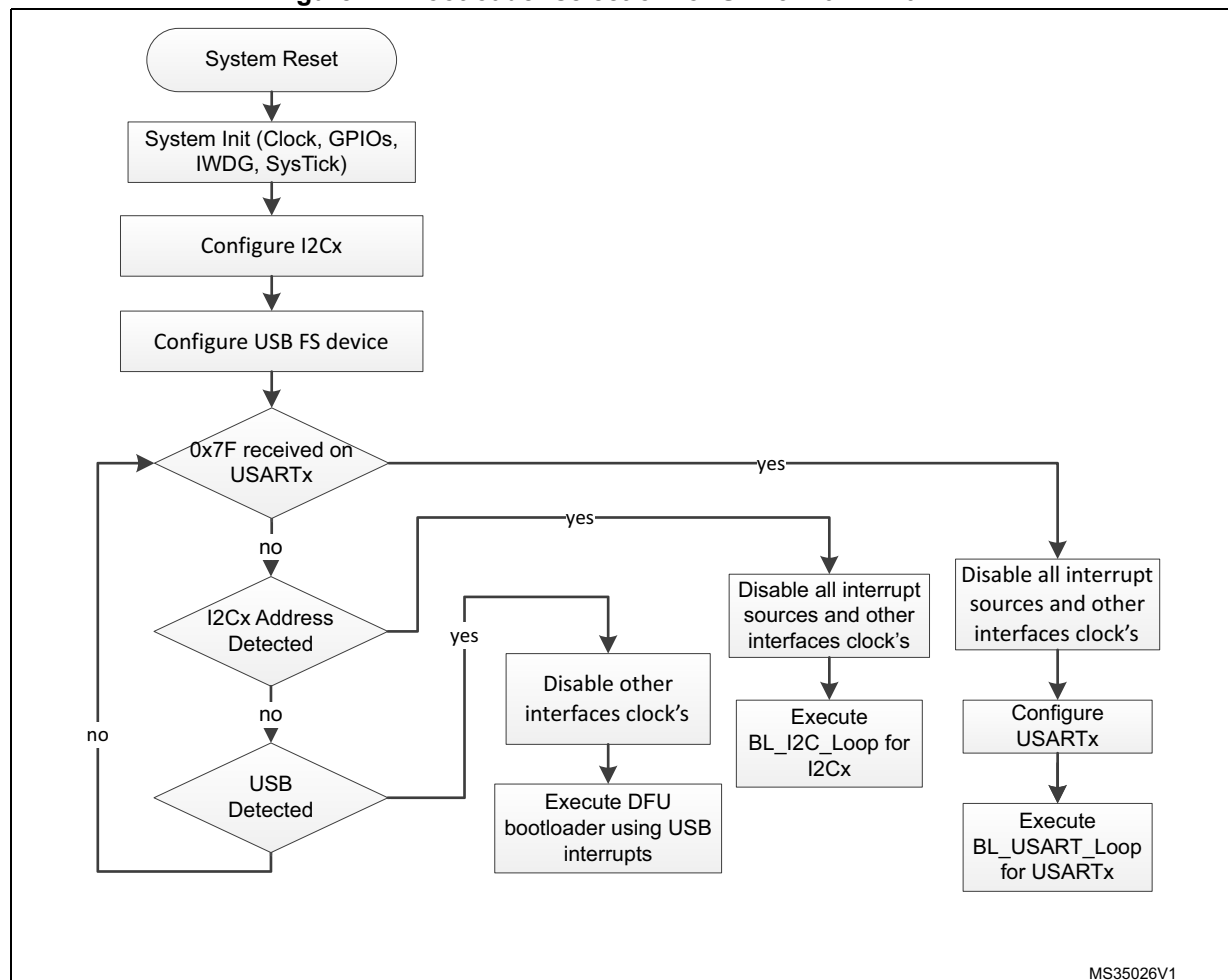 System Reset
System Init (Clock, GPIOs,
IWDG, SysTick)
Configure I2Cx
Configure USB FS device
0x7F received on
USARTx
yes
no
I2Cx Address
Detected
yes
no
USB
Detected
yes
no
Disable other
interfaces clock's
Execute DFU
bootloader using USB
interrupts
Disable all interrupt
sources and other
interfaces clock's
Execute
BL_I2C_Loop for
I2Cx
Disable all interrupt
sources and other
interfaces clock's
Configure
USARTx
Execute
BL_USART_Loop
for USARTx
MS35026V1